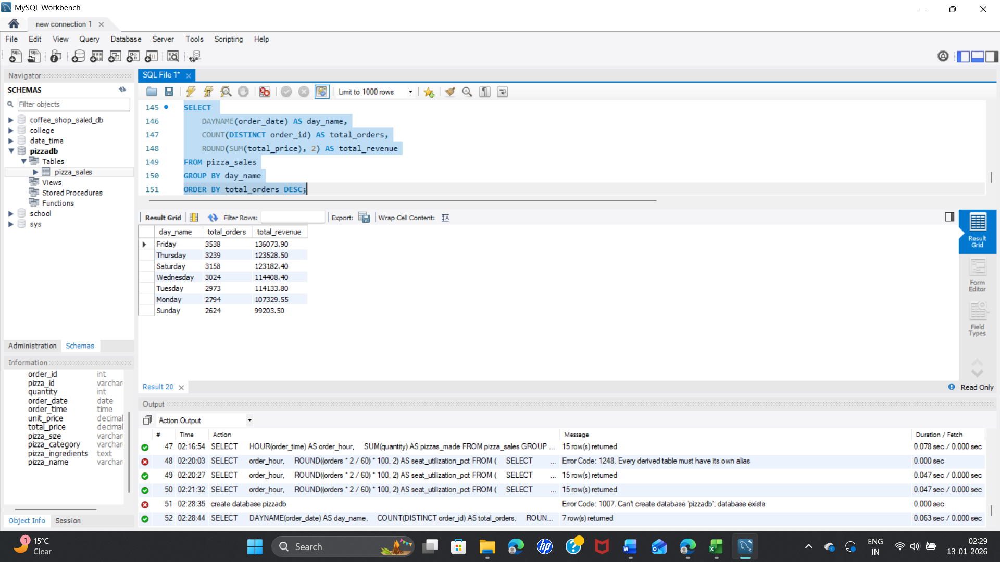 MySQL Workbench
new connection 1
File Edit View Query Database Server Tools Scripting Help
Navigator
SCHEMAS
Filter objects
coffee_shop_saled_db
college
date_time
pizzadb
Tables
pizza_sales
Views
Stored Procedures
Functions
school
sys
Administration Schemas
Information
order_id int
pizza_id varchar
quantity int
order_date date
order_time time
unit_price decimal
total_price decimal
pizza_size varchar
pizza_category varchar
pizza_ingredients text
pizza_name varchar
Object Info Session
SQL File 1*
Limit to 1000 rows
145 SELECT
146 DAYNAME(order_date) AS day_name,
147 COUNT(DISTINCT order_id) AS total_orders,
148 ROUND(SUM(total_price), 2) AS total_revenue
149 FROM pizza_sales
150 GROUP BY day_name
151 ORDER BY total_orders DESC;
Result Grid Filter Rows: Export: Wrap Cell Content:
day_name total_orders total_revenue
Friday 3538 136073.90
Thursday 3239 123528.50
Saturday 3158 123182.40
Wednesday 3024 114408.40
Tuesday 2973 114133.80
Monday 2794 107329.55
Sunday 2624 99203.50
Result Grid
Form Editor
Field Types
Result 20
Read Only
Output
Action Output
# Time Action Message Duration / Fetch
47 02:16:54 SELECT HOUR(order_time) AS order_hour, SUM(quantity) AS pizzas_made FROM pizza_sales GROUP ... 15 row(s) returned 0.078 sec / 0.000 sec
48 02:20:03 SELECT order_hour, ROUND((orders * 2 / 60) * 100, 2) AS seat_utilization_pct FROM ( SELECT ... Error Code: 1248. Every derived table must have its own alias 0.000 sec
49 02:20:27 SELECT order_hour, ROUND((orders * 2 / 60) * 100, 2) AS seat_utilization_pct FROM ( SELECT ... 15 row(s) returned 0.047 sec / 0.000 sec
50 02:21:32 SELECT order_hour, ROUND((orders * 2 / 60) * 100, 2) AS seat_utilization_pct FROM ( SELECT ... 15 row(s) returned 0.047 sec / 0.000 sec
51 02:28:35 create database pizzadb Error Code: 1007. Can't create database 'pizzadb'; database exists 0.000 sec
52 02:28:44 SELECT DAYNAME(order_date) AS day_name, COUNT(DISTINCT order_id) AS total_orders, ROUN... 7 row(s) returned 0.063 sec / 0.000 sec
1
15°C
Clear
Search
ENG
IN
02:29
13-01-2026